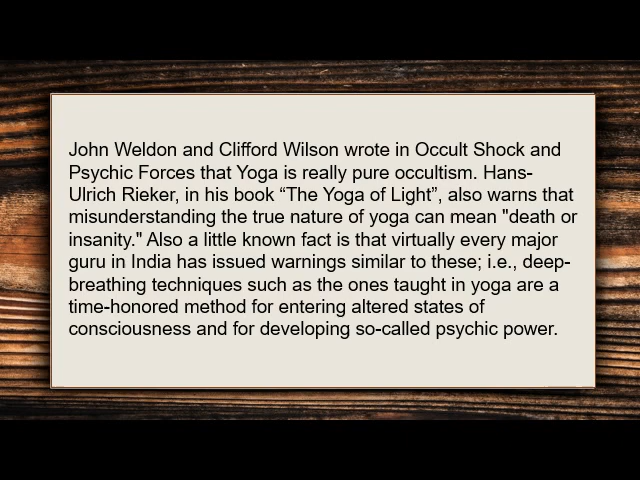 John Weldon and Clifford Wilson wrote in Occult Shock and
Psychic Forces that Yoga is really pure occultism. Hans-
Ulrich Rieker, in his book “The Yoga of Light”, also warns that
misunderstanding the true nature of yoga can mean "death or
insanity." Also a little known fact is that virtually every major
guru in India has issued warnings similar to these; i.e., deep-
breathing techniques such as the ones taught in yoga are a
time-honored method for entering altered states of
consciousness and for developing so-called psychic power.